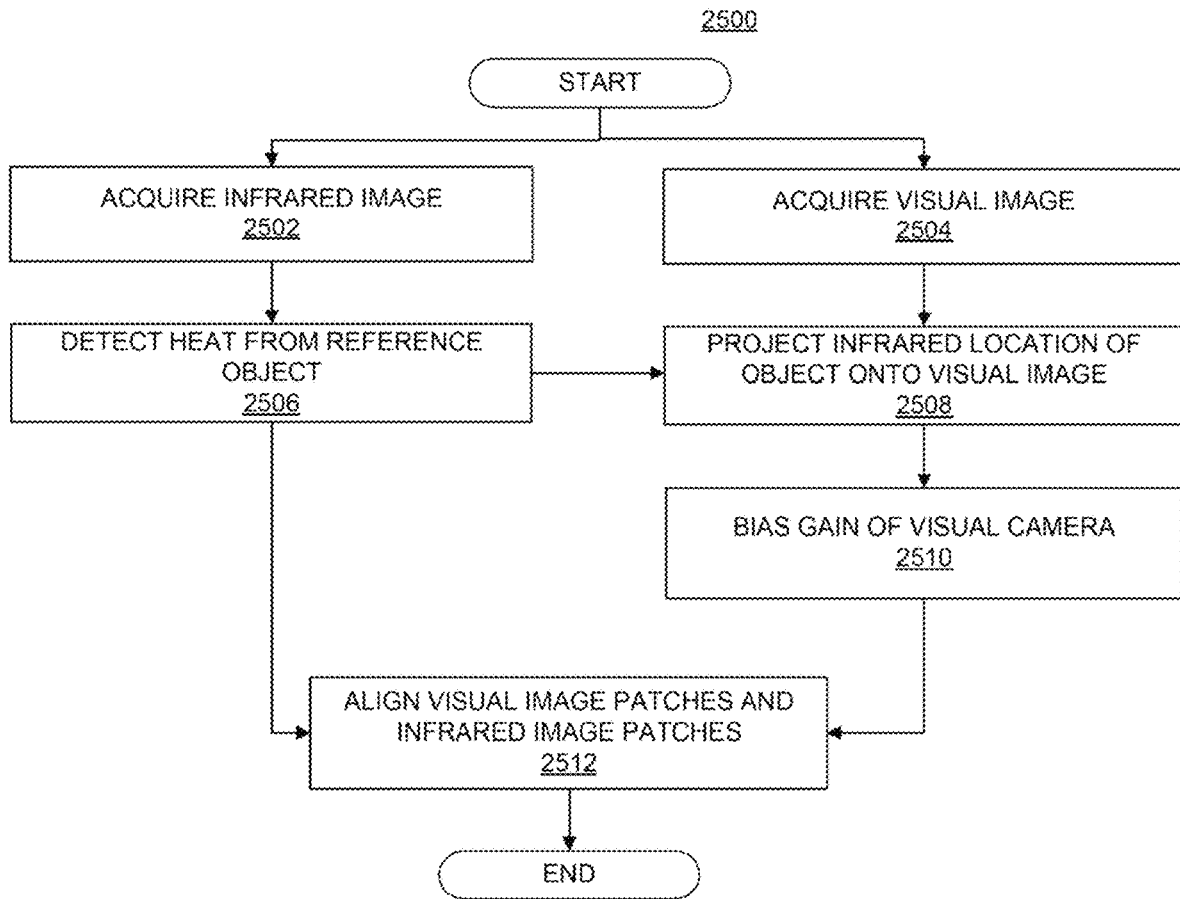 2500
START
ACQUIRE INFRARED IMAGE
2502
ACQUIRE VISUAL IMAGE
2504
DETECT HEAT FROM REFERENCE
OBJECT
2506
PROJECT INFRARED LOCATION OF
OBJECT ONTO VISUAL IMAGE
2508
BIAS GAIN OF VISUAL CAMERA
2510
ALIGN VISUAL IMAGE PATCHES AND
INFRARED IMAGE PATCHES
2512
END